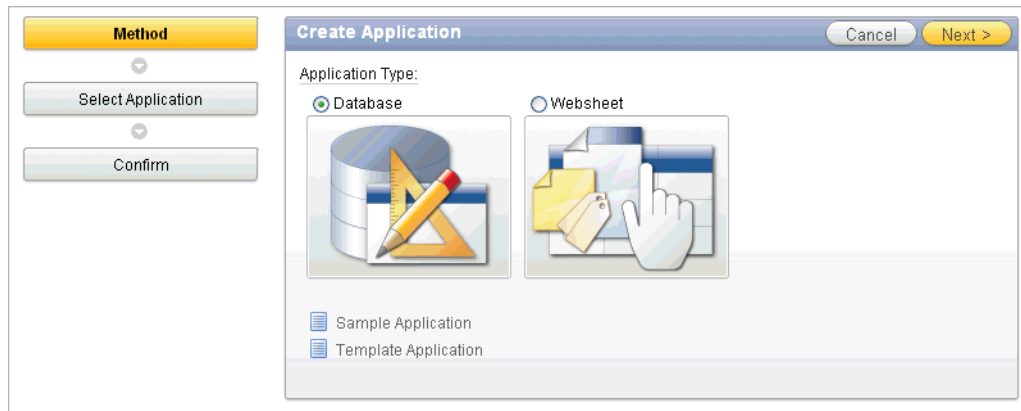 Method
Select Application
Confirm
Create Application
Cancel
Next >
Application Type:
Database
Websheet
Sample Application
Template Application